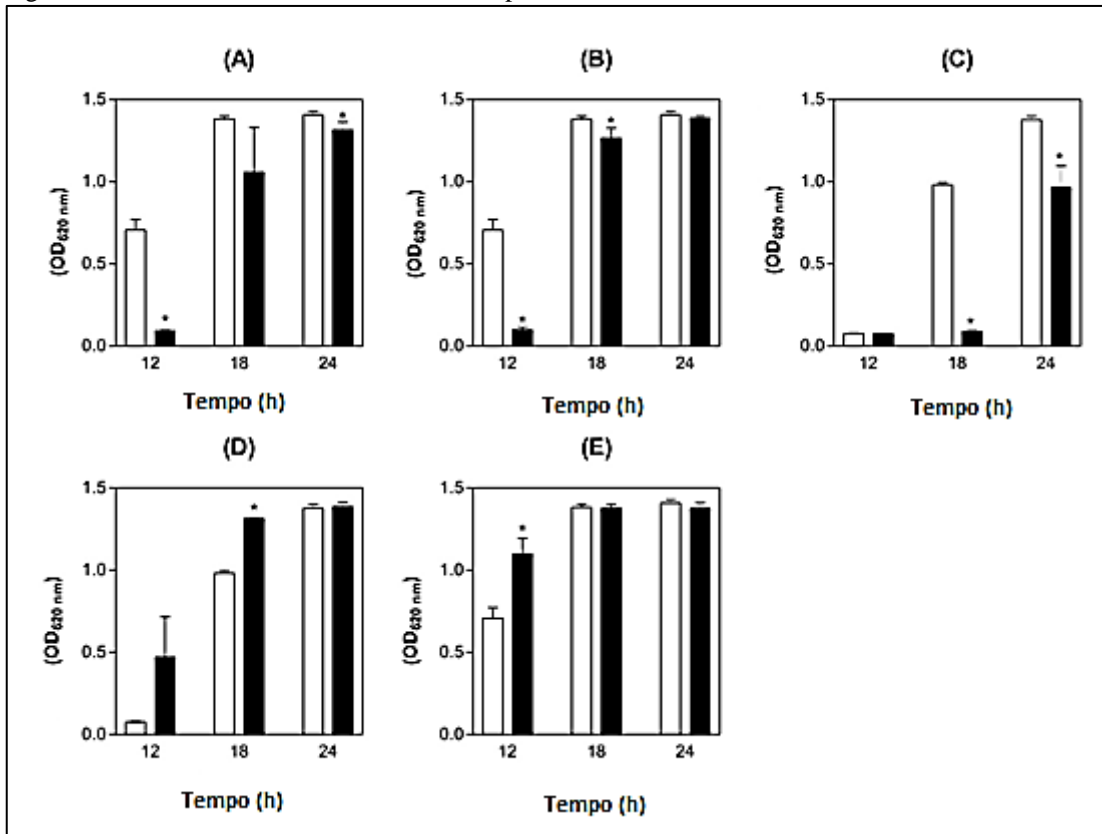 (A) (B) (C)
1.5 1.5 1.5
* * *
(OD620 nm) (OD620 nm) (OD620 nm)
1.0 1.0 1.0
0.5 0.5 0.5
* * *
0.0 0.0 0.0
12 18 24 12 18 24 12 18 24
Tempo (h) Tempo (h) Tempo (h)
(D) (E)
1.5 1.5
* *
(OD620 nm) (OD620 nm)
1.0 1.0
0.5 0.5
0.0 0.0
12 18 24 12 18 24
Tempo (h) Tempo (h)